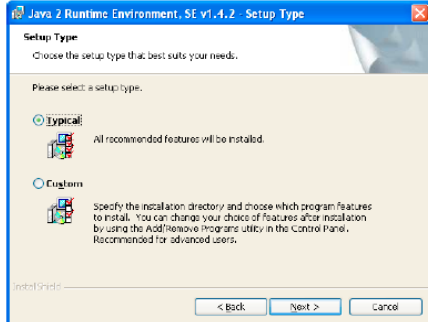 Java 2 Runtime Environment, SE v1.4.2 - Setup Type
Setup Type
Choose the setup type that best suits your needs.
Please select a setup type.
Typical
All recommended features will be installed.
Custom
Specify the installation directory and choose which program features
to install. You can change your choice of features after installation
by using the Add/Remove Programs utility in the Control Panel.
Recommended for advanced users.
InstallShield
< Back
Next >
Cancel